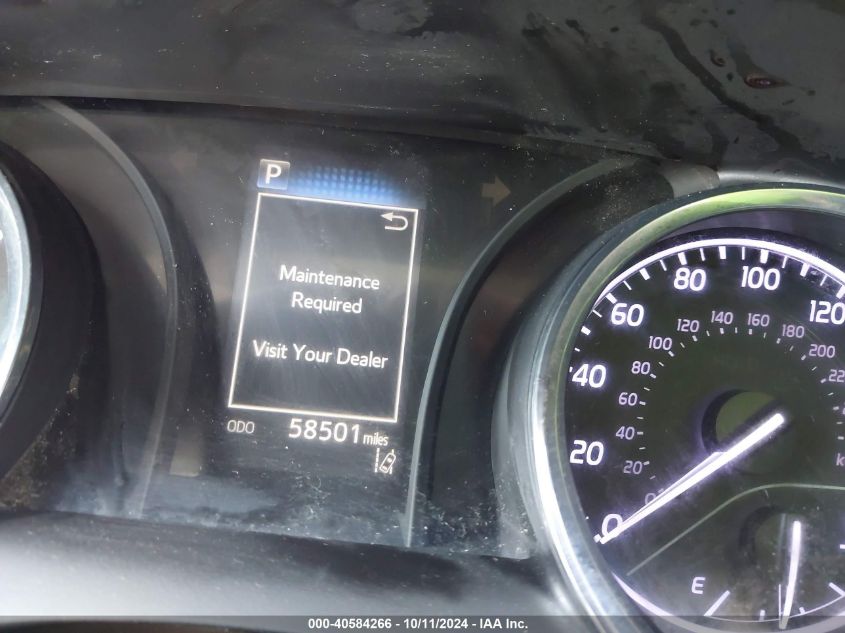 P
Maintenance
Required
Visit Your Dealer
ODO 58501 miles
0 20 40 60 80 100 120
0 20 40 60 80 100 120 140 160 180 200
E
000-40584266 - 10/11/2024 - IAA Inc.